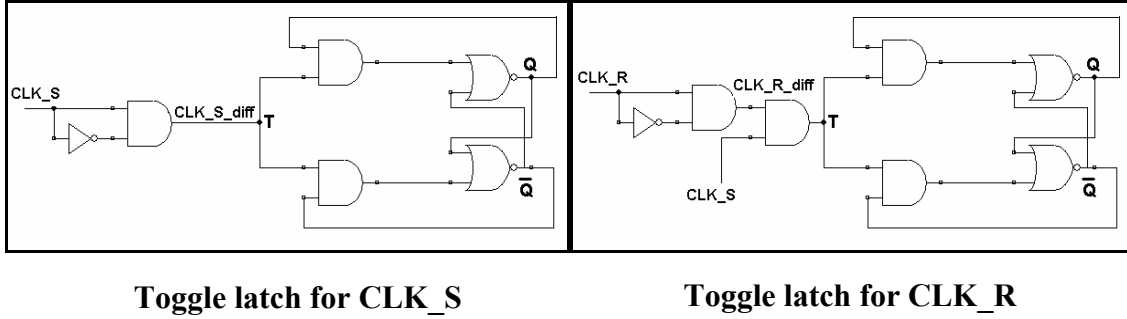 CLK_S
CLK_S_diff
T
Q
Q̅
CLK_R
CLK_R_diff
CLK_S
T
Q
Q̅
Toggle latch for CLK_S
Toggle latch for CLK_R